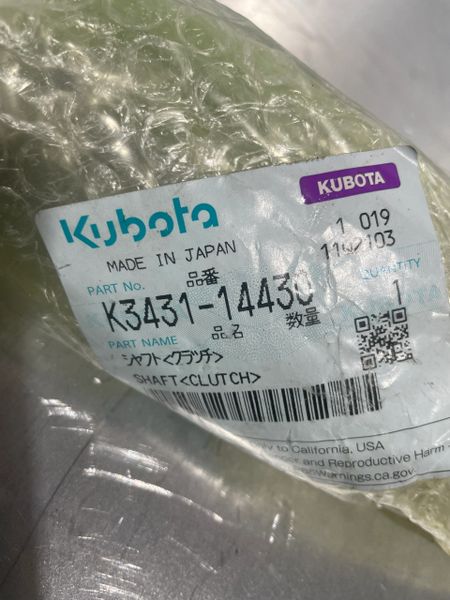 KUBOTA
Kubota
1 019
MADE IN JAPAN
1102103
PART No. 品番
QUANTITY
K3431-14430
1
PART NAME 品名 数量
シャフト<クラッチ>
SHAFT<CLUTCH>
to California, USA
and Reproductive Harm
Warnings.ca.gov